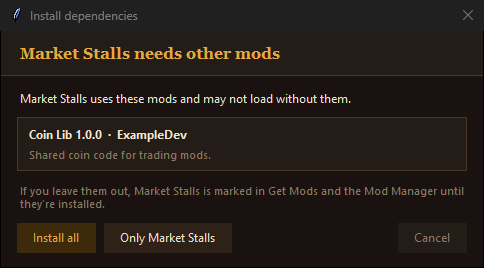 Install dependencies
Market Stalls needs other mods
Market Stalls uses these mods and may not load without them.
Coin Lib 1.0.0 · ExampleDev
Shared coin code for trading mods.
If you leave them out, Market Stalls is marked in Get Mods and the Mod Manager until
they're installed.
Install all
Only Market Stalls
Cancel